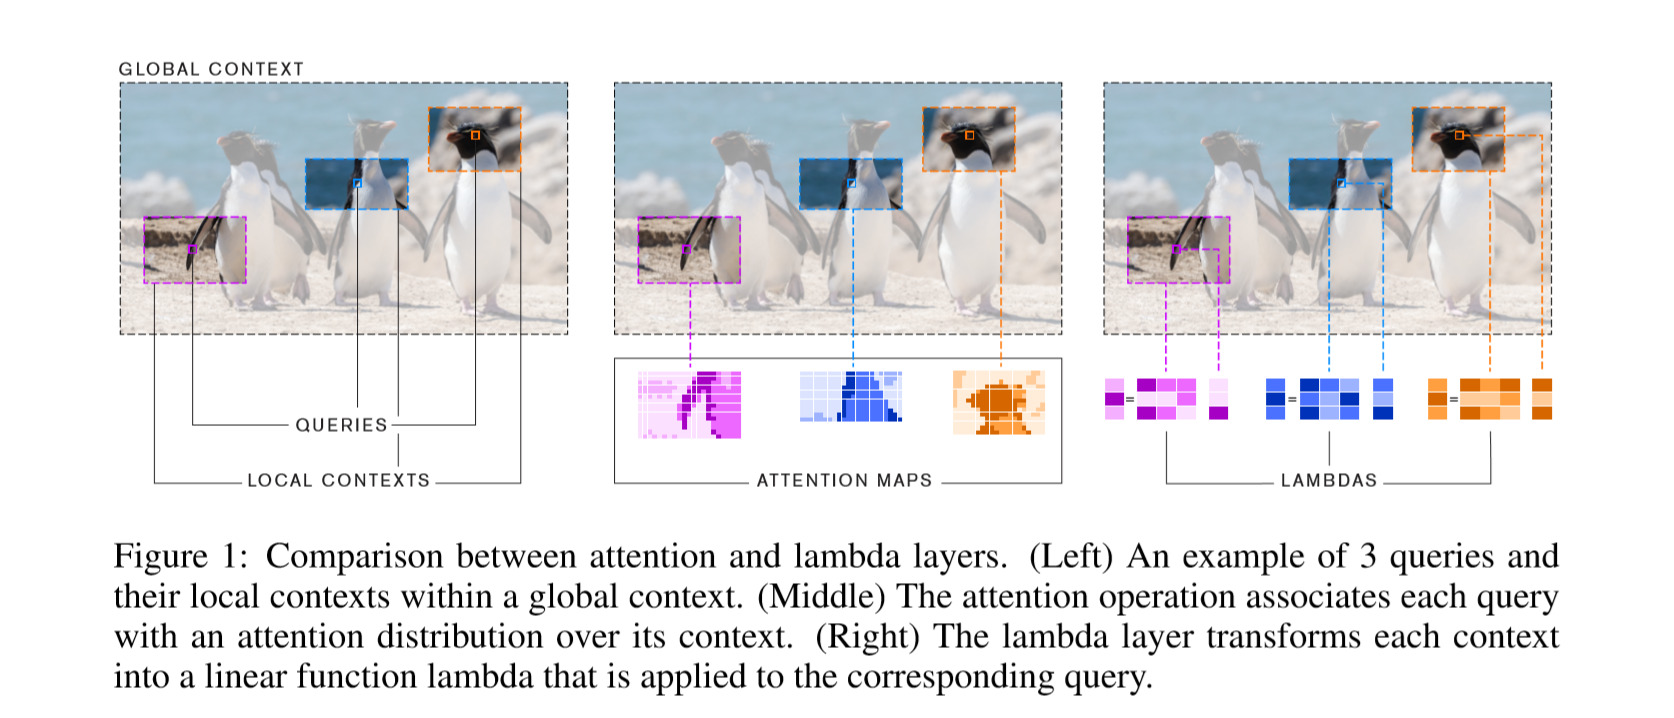 GLOBAL CONTEXT
QUERIES
LOCAL CONTEXTS
ATTENTION MAPS
=
=
=
LAMBDAS
Figure 1: Comparison between attention and lambda layers. (Left) An example of 3 queries and
their local contexts within a global context. (Middle) The attention operation associates each query
with an attention distribution over its context. (Right) The lambda layer transforms each context
into a linear function lambda that is applied to the corresponding query.